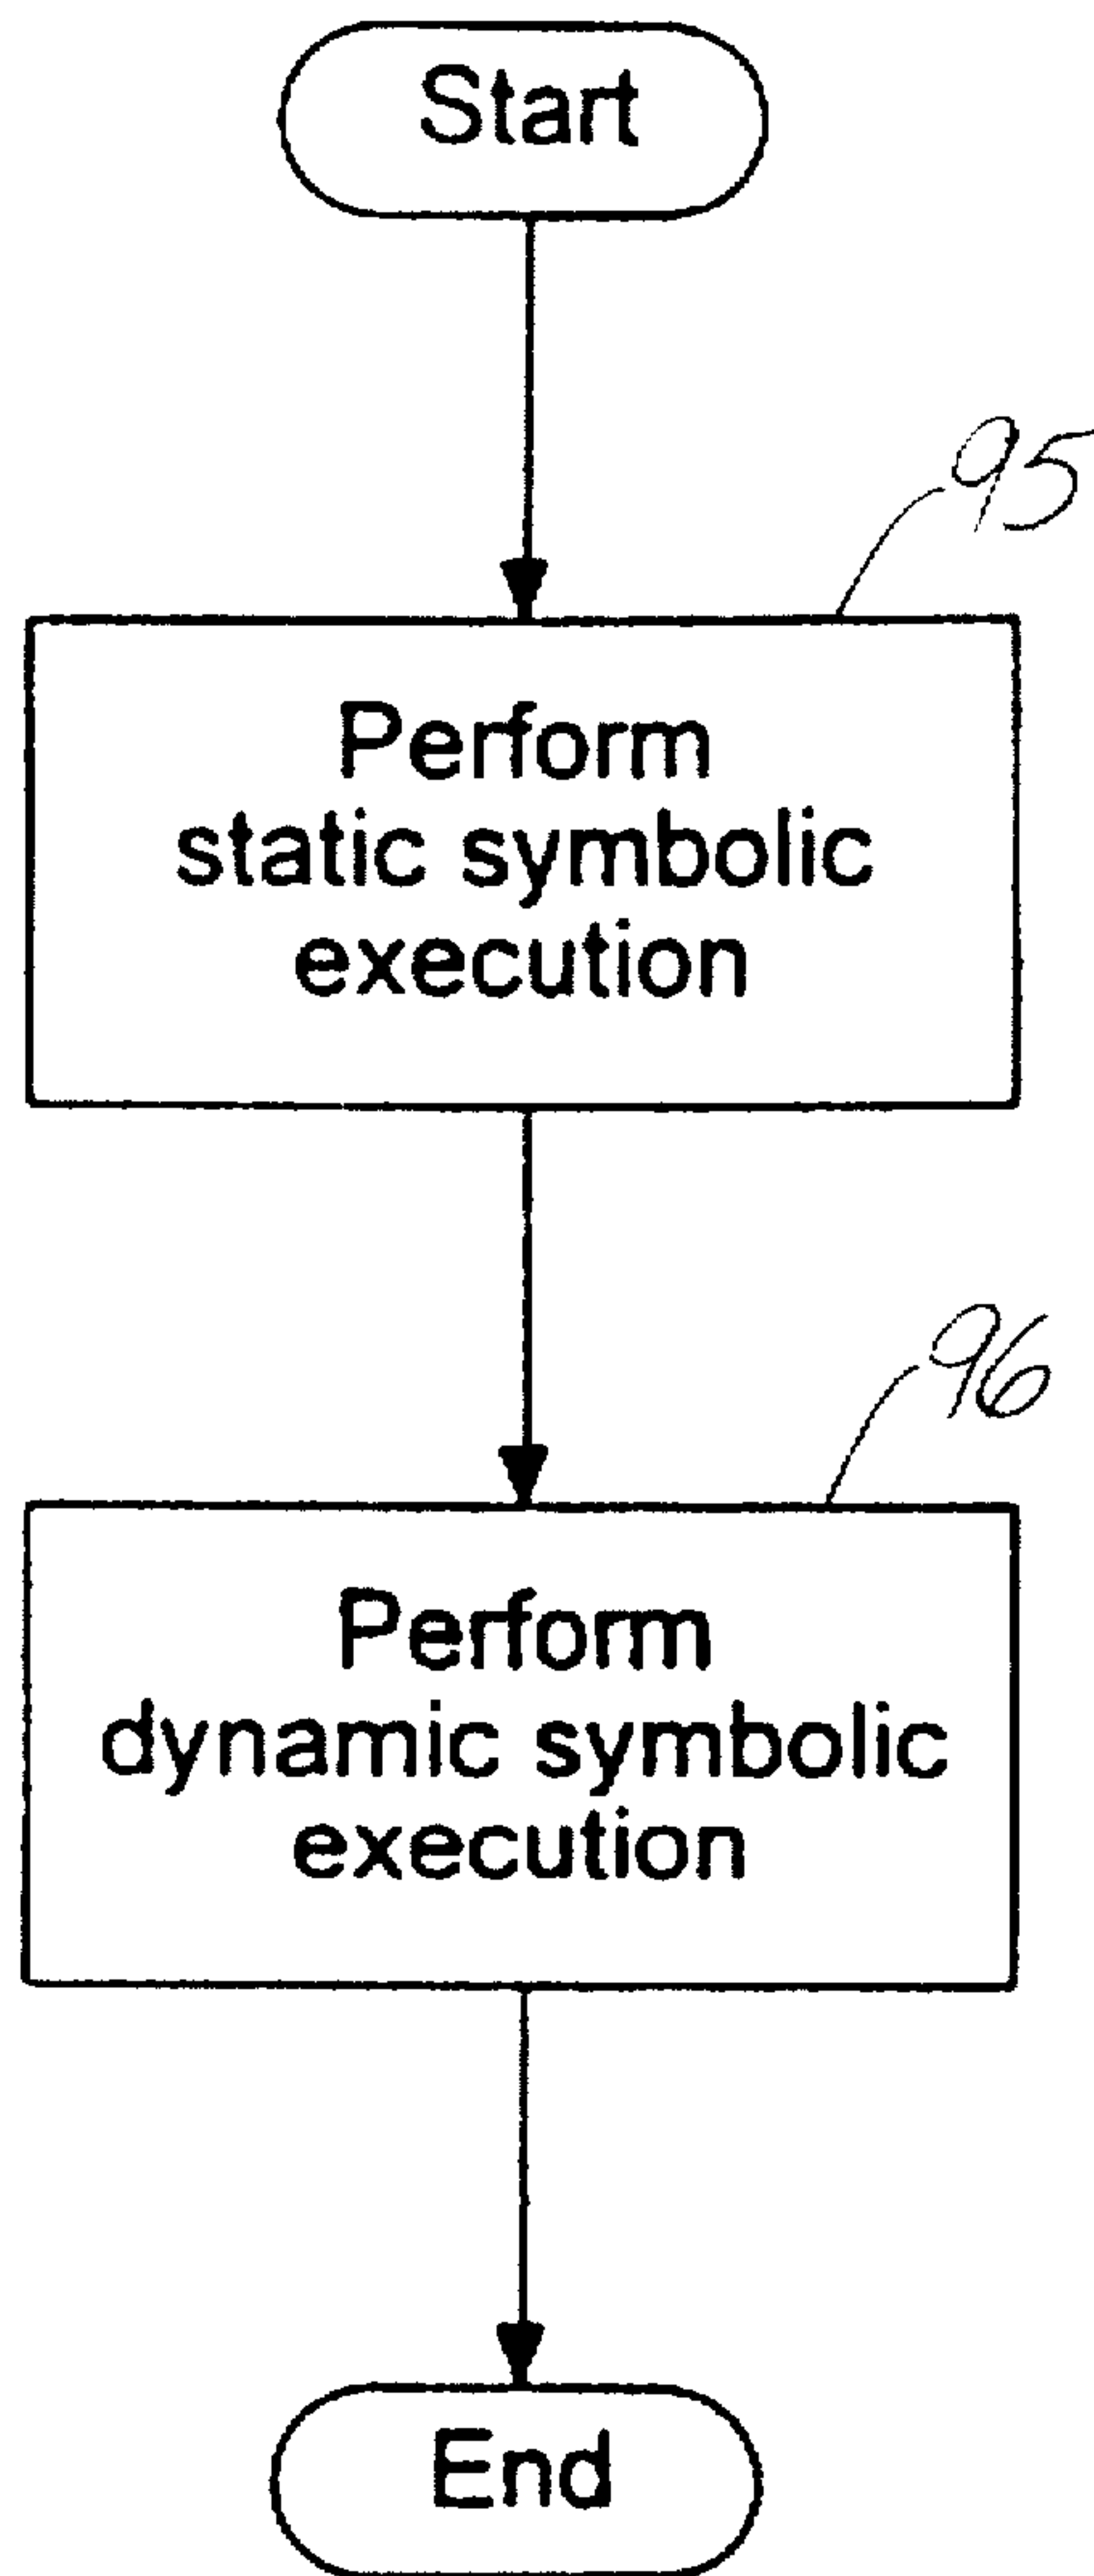 Start
95
Perform
static symbolic
execution
96
Perform
dynamic symbolic
execution
End